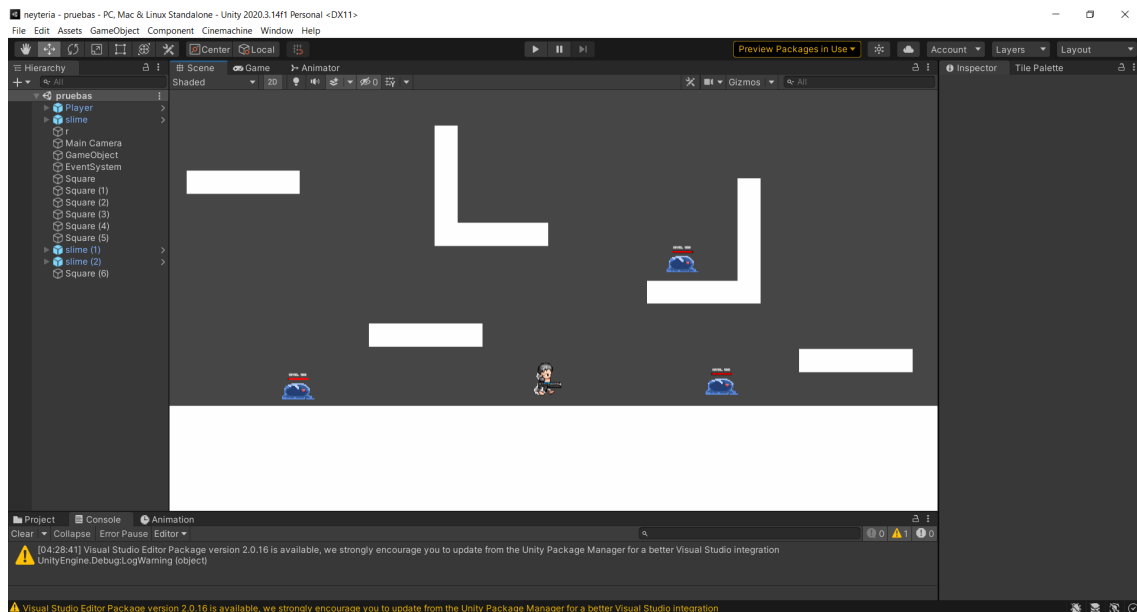 neyteria - pruebas - PC, Mac & Linux Standalone - Unity 2020.3.14f1 Personal <DX11>
File Edit Assets GameObject Component Cinemachine Window Help
Center Local Preview Packages in Use Account Layers Layout
Hierarchy Scene Game Animator Inspector Tile Palette
All Shaded 2D 0 Gizmos All
pruebas
Player
slime
r
Main Camera
GameObject
EventSystem
Square
Square (1)
Square (2)
Square (3)
Square (4)
Square (5)
slime (1)
slime (2)
Square (6)
Project Console Animation
Clear Collapse Error Pause Editor 0 1 0
[04:28:41] Visual Studio Editor Package version 2.0.16 is available, we strongly encourage you to update from the Unity Package Manager for a better Visual Studio integration
UnityEngine.Debug:LogWarning (object)
Visual Studio Editor Package version 2.0.16 is available, we strongly encourage you to update from the Unity Package Manager for a better Visual Studio integration